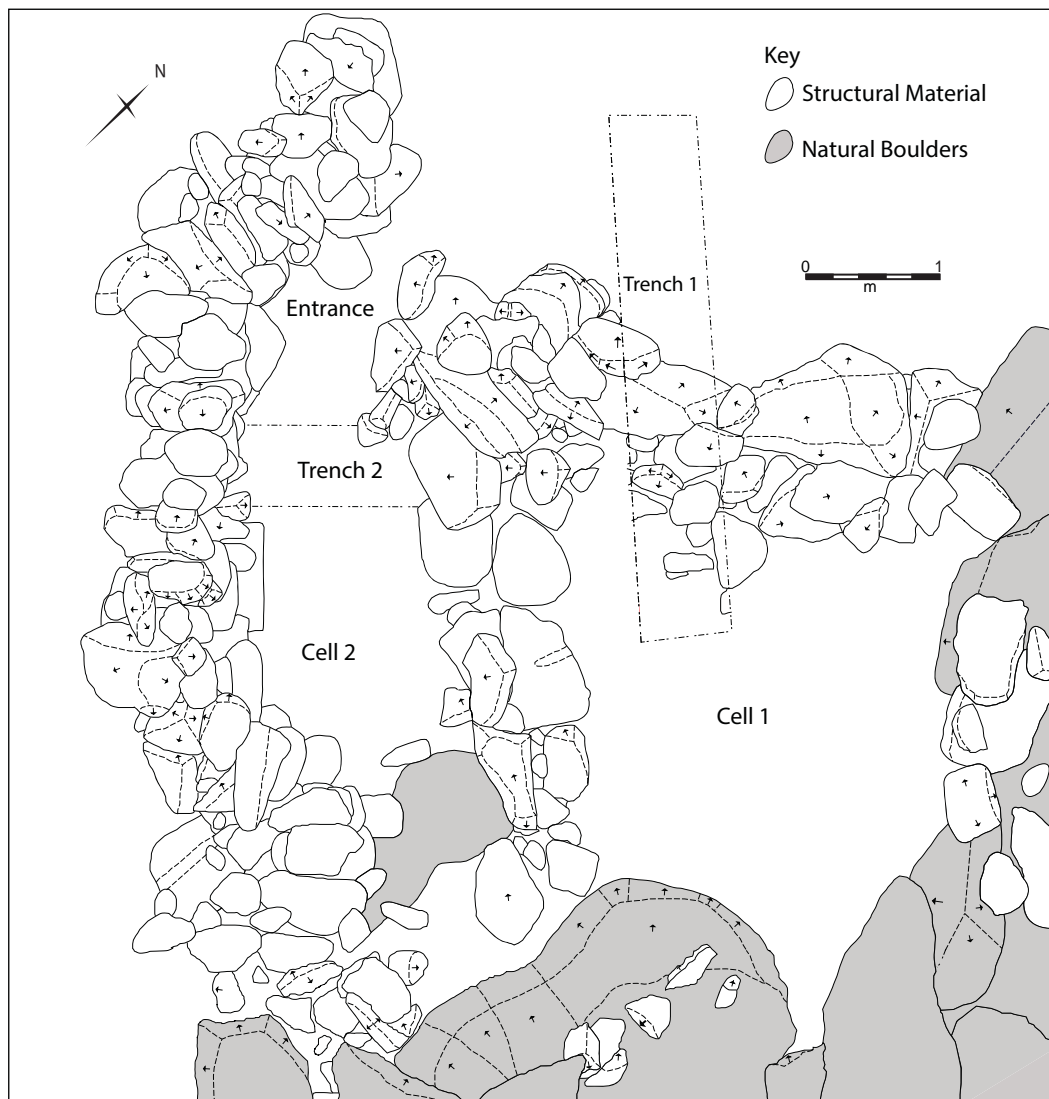 N
Key
Structural Material
Natural Boulders
0 1
m
Trench 1
Entrance
Trench 2
Cell 2
Cell 1